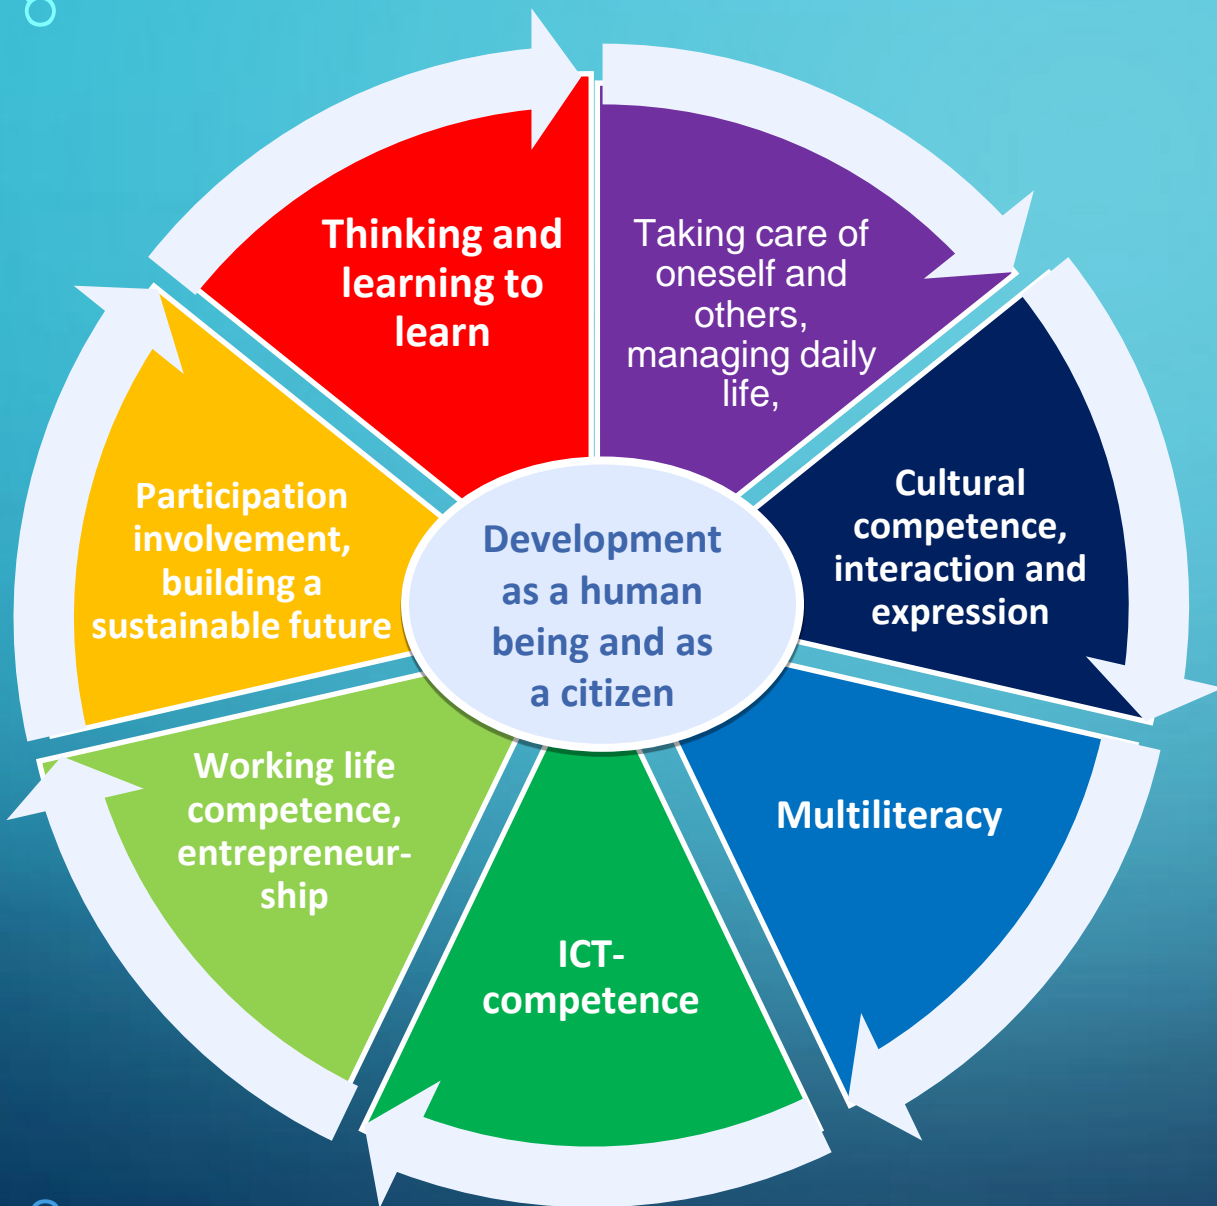 Thinking and
learning to
learn
Taking care of
oneself and
others,
managing daily
life,
Cultural
competence,
interaction and
expression
Multiliteracy
ICT-
competence
Working life
competence,
entrepreneur-
ship
Participation
involvement,
building a
sustainable future
Development
as a human
being and as
a citizen